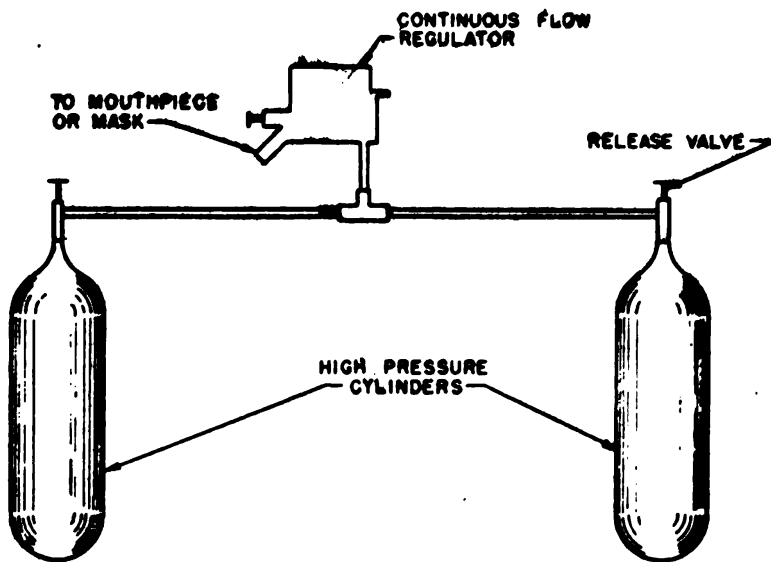 CONTINUOUS FLOW
REGULATOR
TO MOUTHPIECE
OR MASK
RELEASE VALVE
HIGH PRESSURE
CYLINDERS